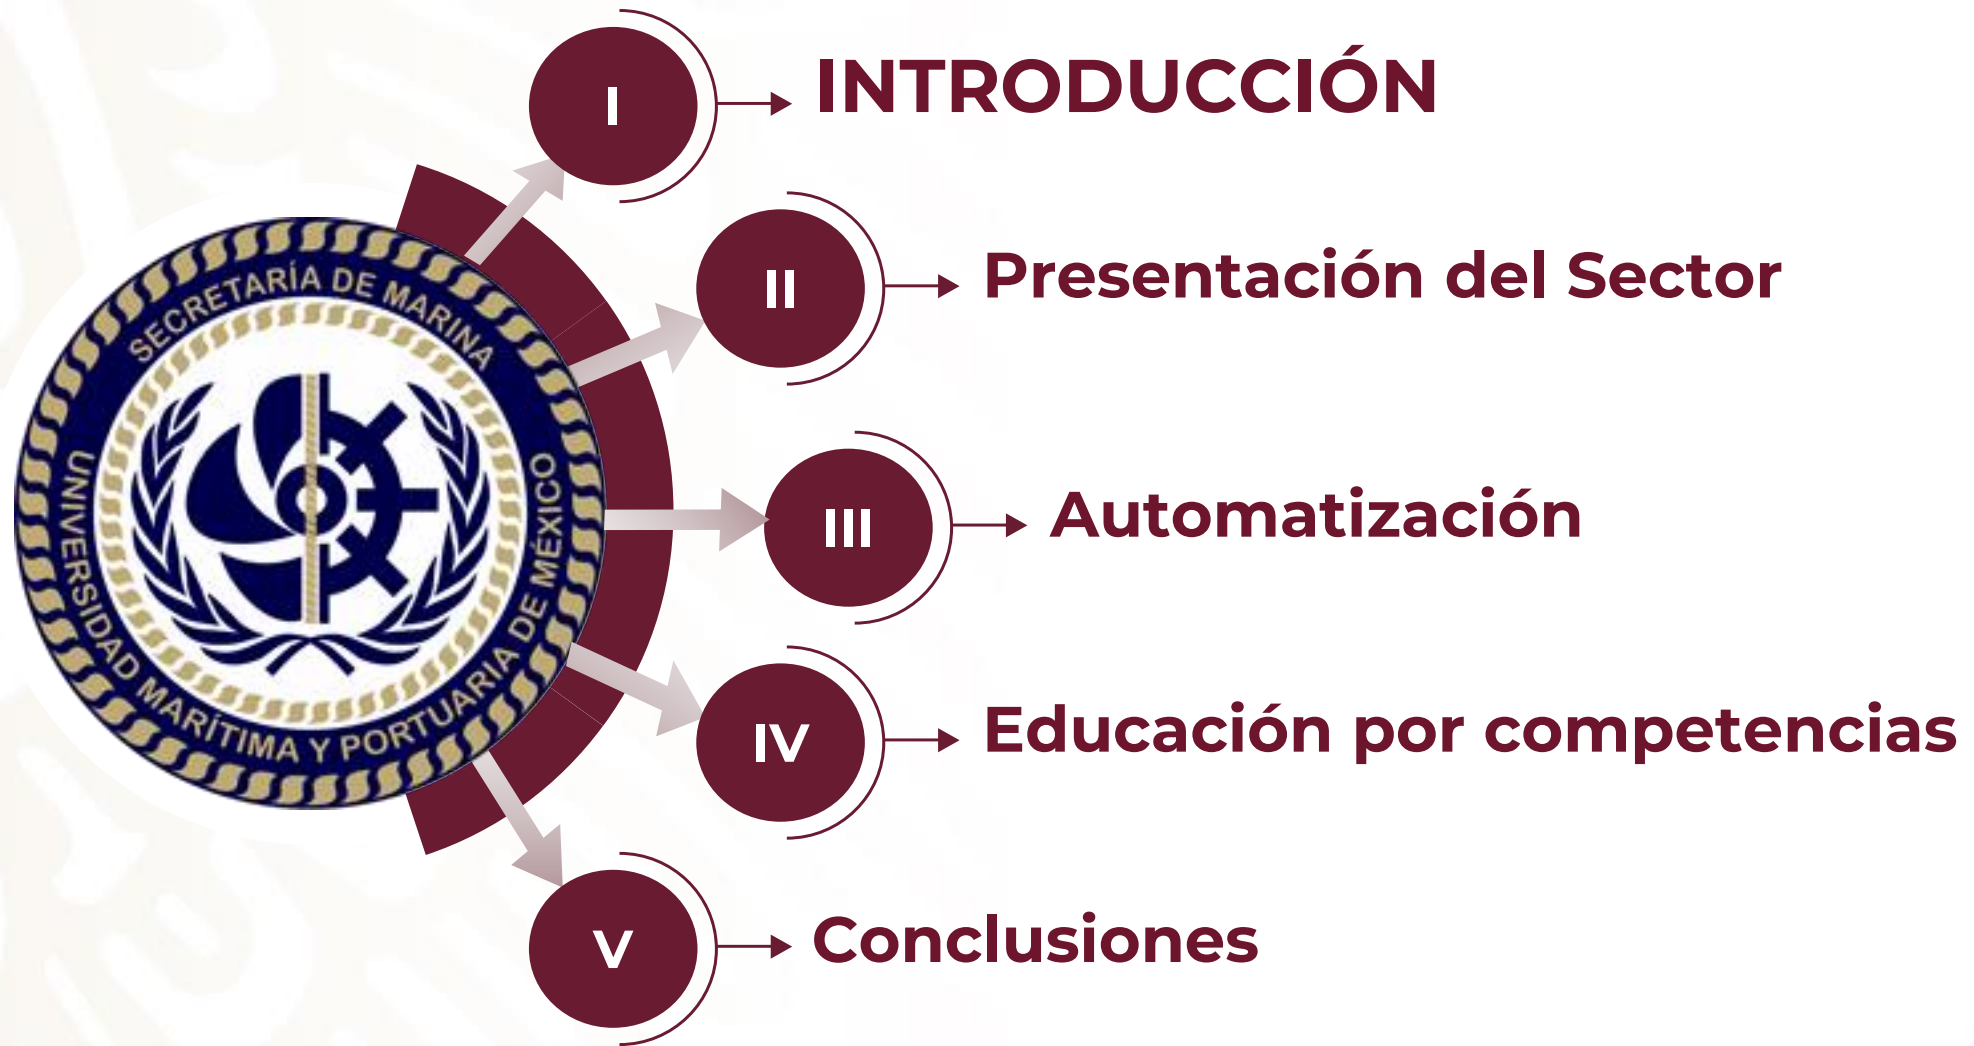 SECRETARÍA DE MARINA
UNIVERSIDAD MARÍTIMA Y PORTUARIA DE MÉXICO
I
INTRODUCCIÓN
II
Presentación del Sector
III
Automatización
IV
Educación por competencias
V
Conclusiones